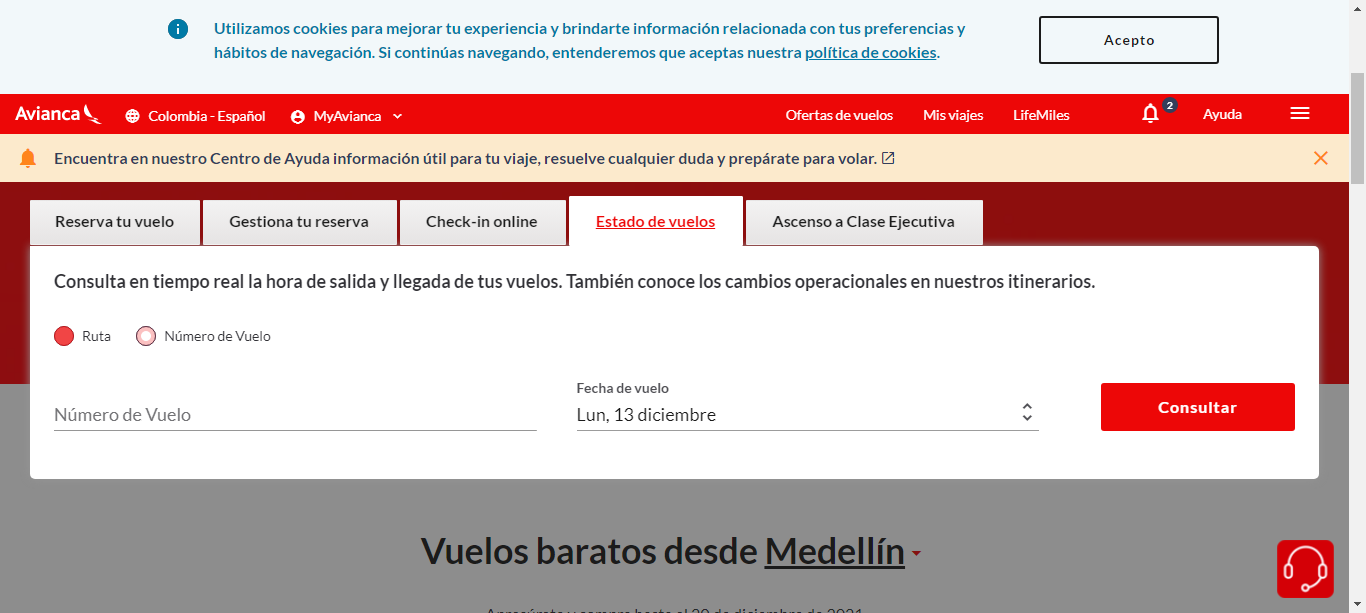 Utilizamos cookies para mejorar tu experiencia y brindarte información relacionada con tus preferencias y
hábitos de navegación. Si continúas navegando, entenderemos que aceptas nuestra política de cookies.
Acepto
Avianca
Colombia - Español
MyAvianca
Ofertas de vuelos
Mis viajes
LifeMiles
2
Ayuda
Encuentra en nuestro Centro de Ayuda información útil para tu viaje, resuelve cualquier duda y prepárate para volar.
Reserva tu vuelo
Gestiona tu reserva
Check-in online
Estado de vuelos
Ascenso a Clase Ejecutiva
Consulta en tiempo real la hora de salida y llegada de tus vuelos. También conoce los cambios operacionales en nuestros itinerarios.
Ruta
Número de Vuelo
Número de Vuelo
Fecha de vuelo
Lun, 13 diciembre
Consultar
Vuelos baratos desde Medellín